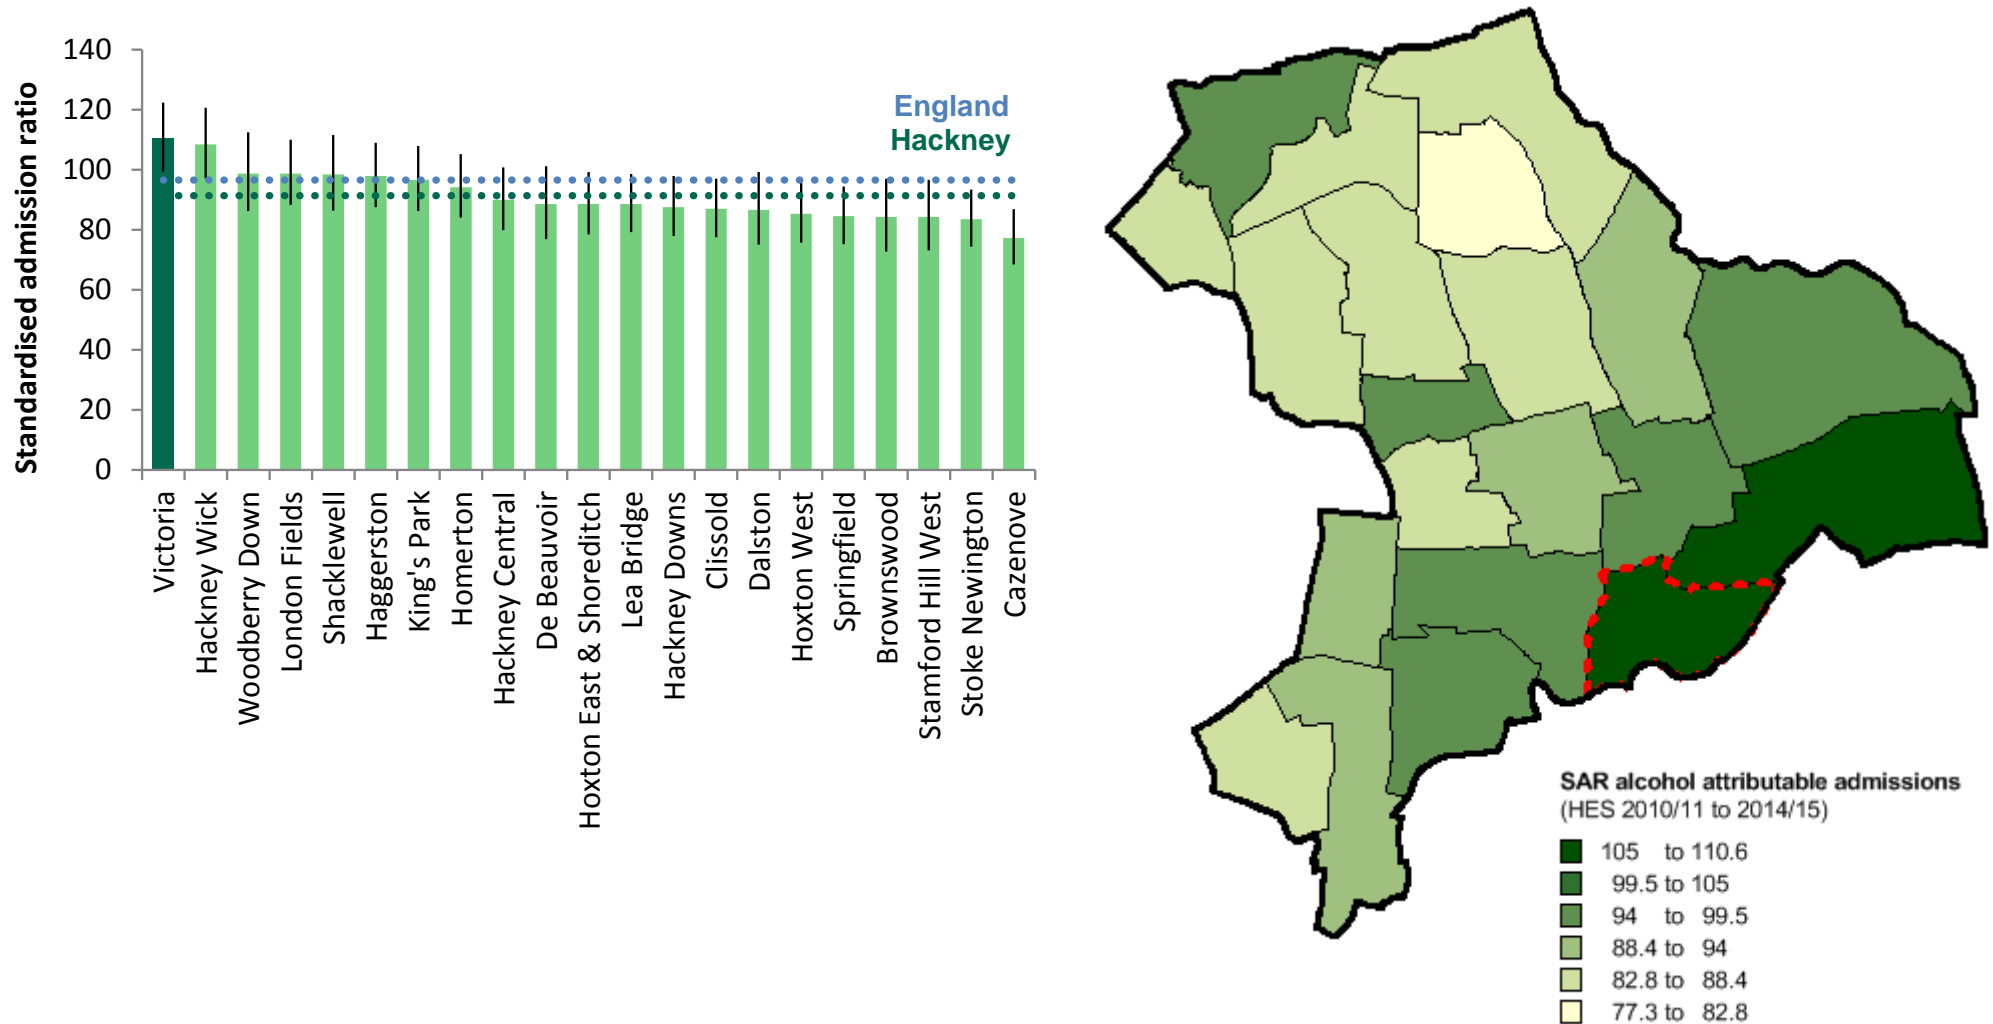 Standardised admission ratio
140
120
100
80
60
40
20
0
England
Hackney
Victoria
Hackney Wick
Woodberry Down
London Fields
Shacklewell
Haggerston
King's Park
Homerton
Hackney Central
De Beauvoir
Hoxton East & Shoreditch
Lea Bridge
Hackney Downs
Clissold
Dalston
Hoxton West
Springfield
Brownswood
Stamford Hill West
Stoke Newington
Cazenove
SAR alcohol attributable admissions
(HES 2010/11 to 2014/15)
105 to 110.6
99.5 to 105
94 to 99.5
88.4 to 94
82.8 to 88.4
77.3 to 82.8